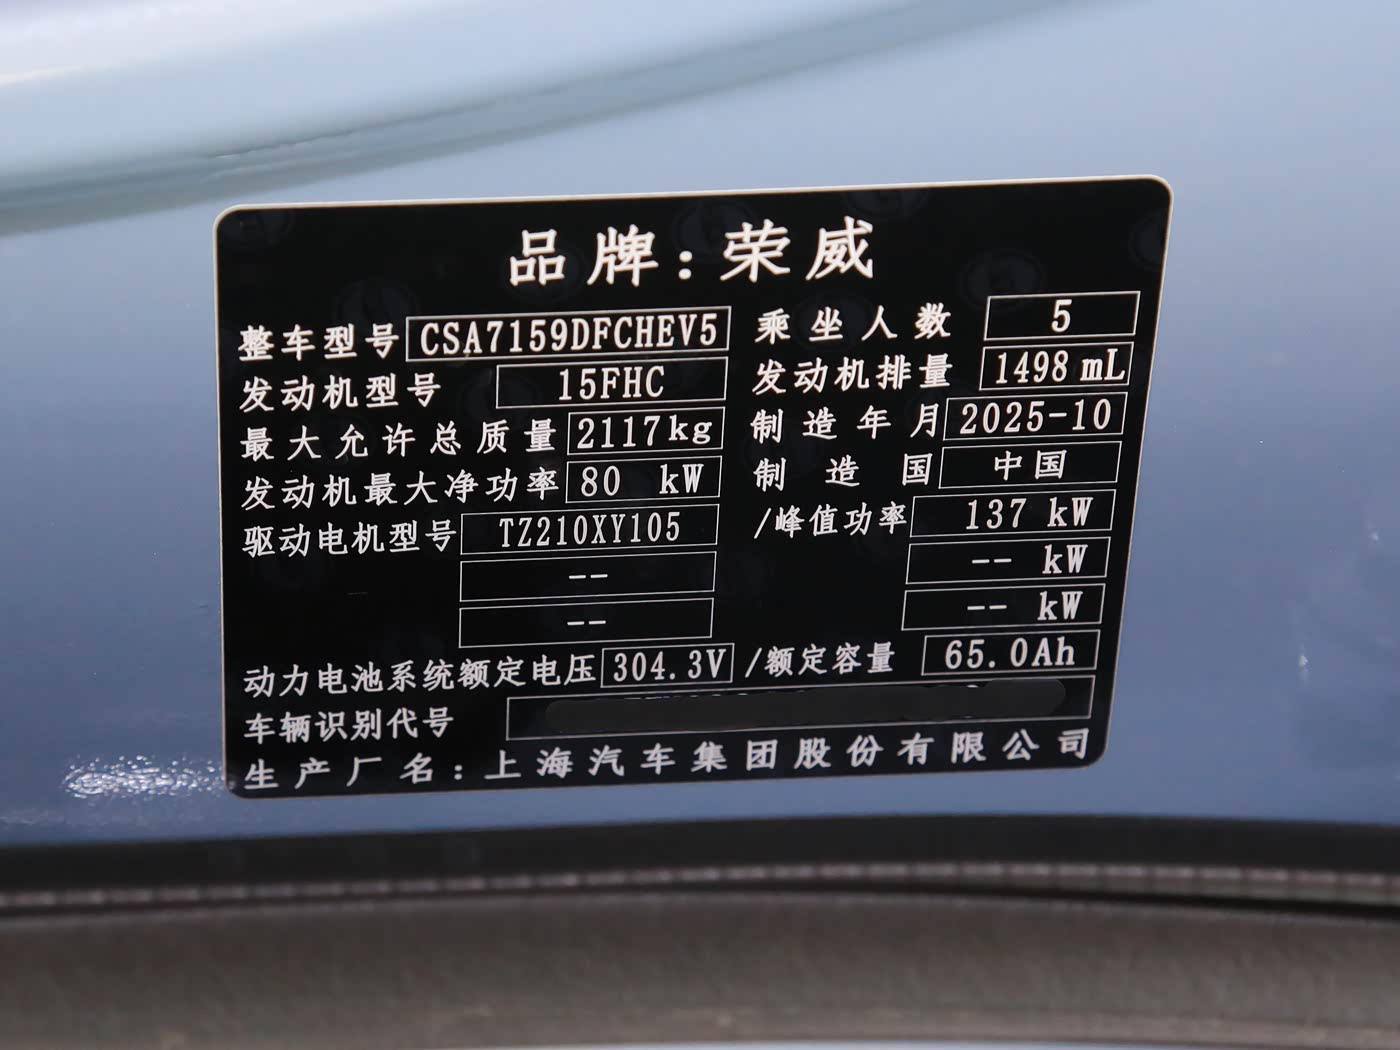 品牌:荣威
整车型号 CSA7159DFCHEV5 乘坐人数 5
发动机型号 15FHC 发动机排量 1498 mL
最大允许总质量 2117kg 制造年月 2025-10
发动机最大净功率 80 kW 制造国 中国
驱动电机型号 TZ210XY105 /峰值功率 137 kW
-- -- kW
-- -- kW
动力电池系统额定电压 304.3V /额定容量 65.0Ah
车辆识别代号
生产厂名:上海汽车集团股份有限公司